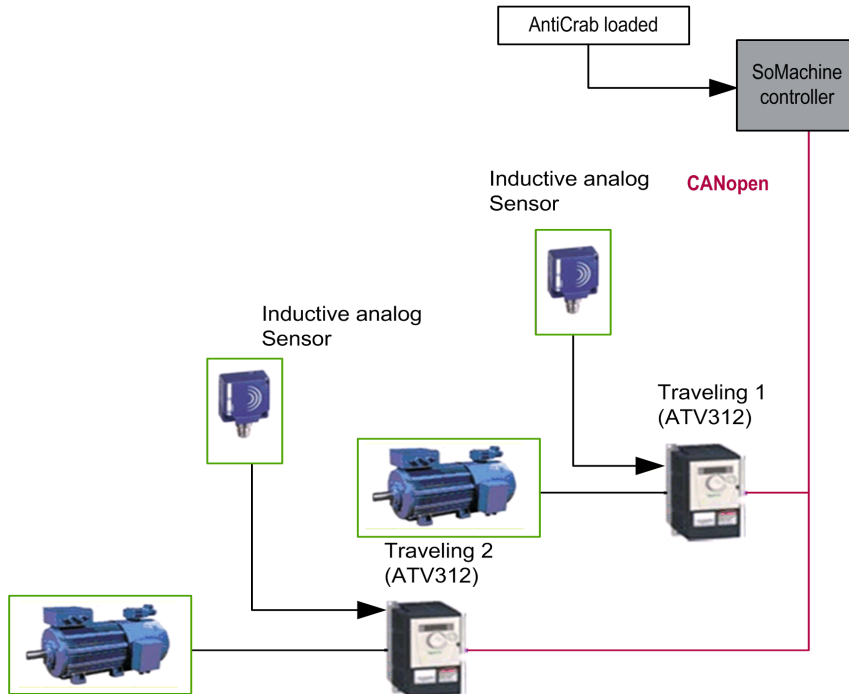 AntiCrab loaded
SoMachine
controller
Inductive analog
Sensor
CANopen
Inductive analog
Sensor
Traveling 1
(ATV312)
Traveling 2
(ATV312)